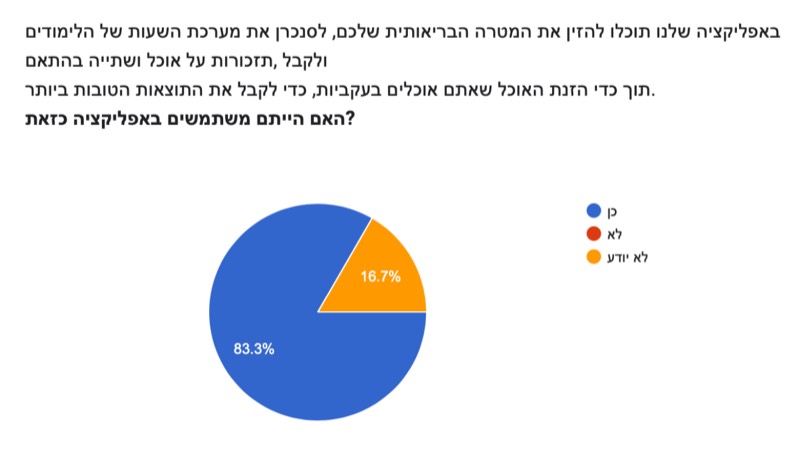 באפליקציה שלנו תוכלו להזין את המטרה הבריאותית שלכם, לסנכרן את מערכת השעות של הלימודים
ולקבל ,תזכורות על אוכל ושתייה בהתאם
תוך כדי הזנת האוכל שאתם אוכלים בעקביות, כדי לקבל את התוצאות הטובות ביותר.
האם הייתם משתמשים באפליקציה כזאת?
כן
לא
לא יודע
16.7%
83.3%